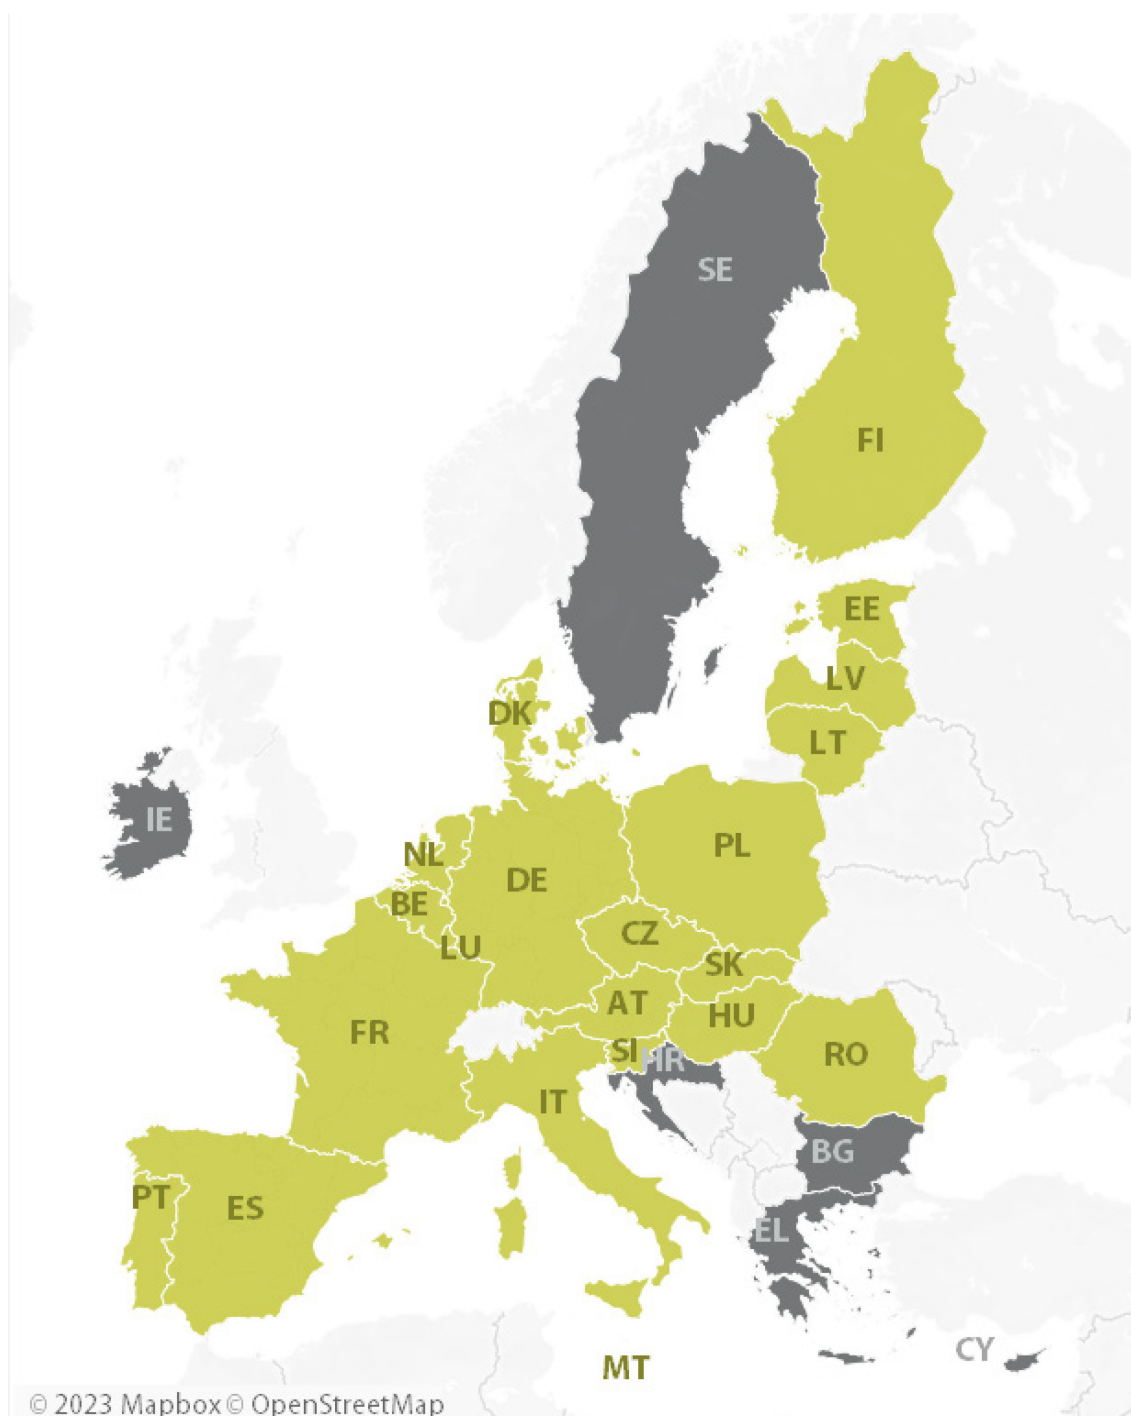 SE
FI
EE
LV
DK
LT
IE
PL
NL
DE
BE
CZ
LU
SK
AT
HU
FR
SI
HR
RO
IT
BG
PT
ES
EL
CY
MT
© 2023 Mapbox © OpenStreetMap